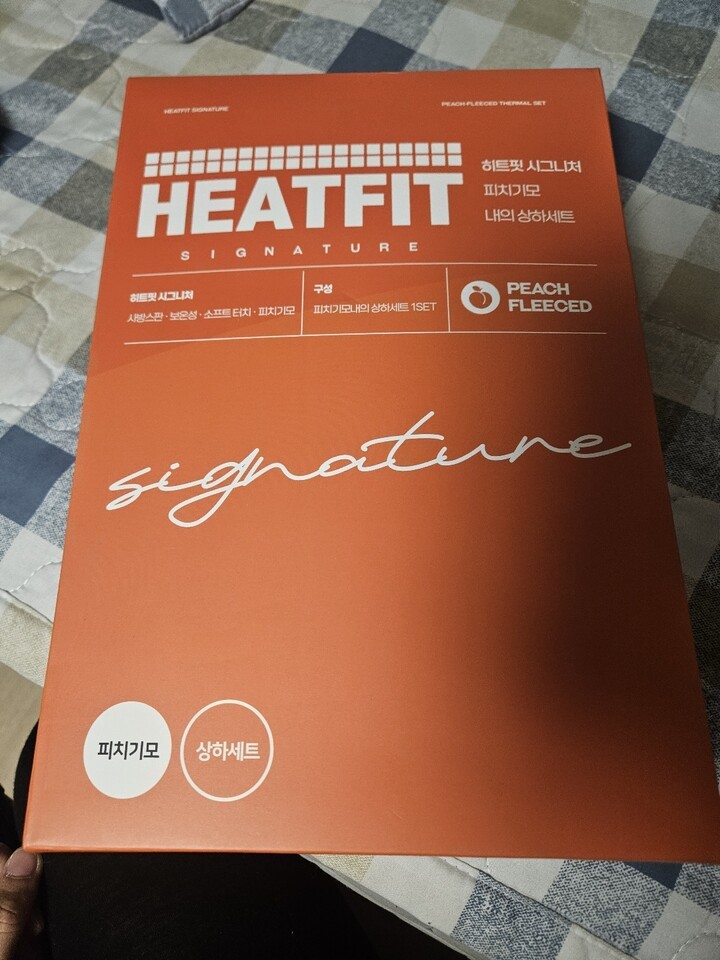 HEATFIT SIGNATURE
PEACH-FLEECED THERMAL SET
HEATFIT
SIGNATURE
히트핏 시그니처
피치기모
내의 상하세트
히트핏 시그니처
사방스판 · 보온성 · 소프트 터치 · 피치기모
구성
피치기모내의 상하세트 1SET
PEACH
FLEECED
signature
피치기모
상하세트